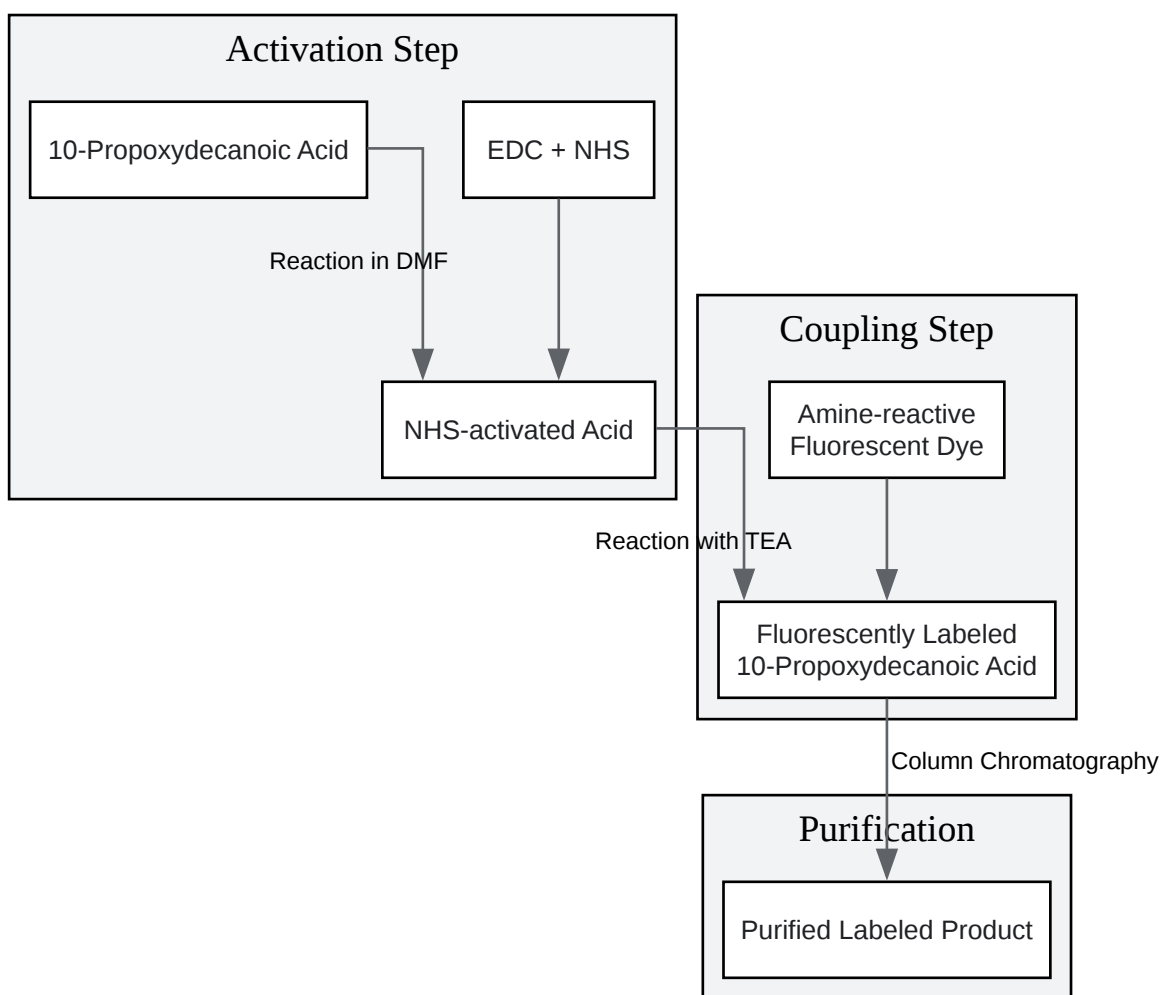 Activation Step
10-Propoxydecanoic Acid
EDC + NHS
Reaction in DMF
NHS-activated Acid
Coupling Step
Amine-reactive
Fluorescent Dye
Reaction with TEA
Fluorescently Labeled
10-Propoxydecanoic Acid
Column Chromatography
Purification
Purified Labeled Product